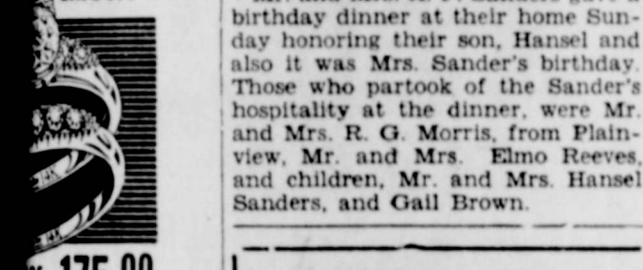 birthday dinner at their home Sun-
day honoring their son, Hansel and
also it was Mrs. Sander's birthday.
Those who partook of the Sander's
hospitality at the dinner, were Mr.
and Mrs. R. G. Morris, from Plain-
view, Mr. and Mrs. Elmo Reeves,
and children, Mr. and Mrs. Hansel
Sanders, and Gail Brown.
175.00